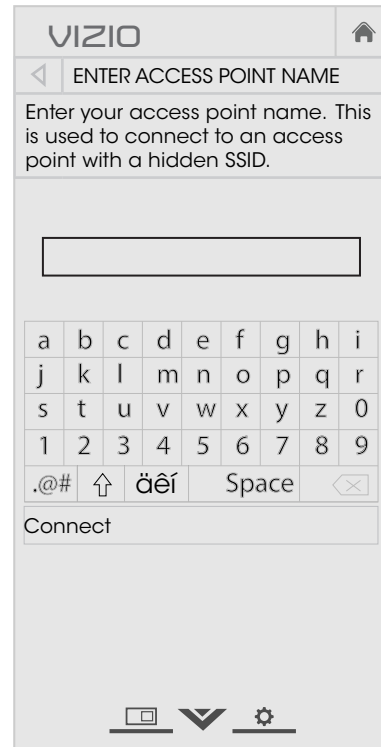 VIZIO
ENTER ACCESS POINT NAME
Enter your access point name. This
is used to connect to an access
point with a hidden SSID.
a b c d e f g h i
j k l m n o p q r
s t u v w x y z 0
1 2 3 4 5 6 7 8 9
.@# äêí Space
Connect